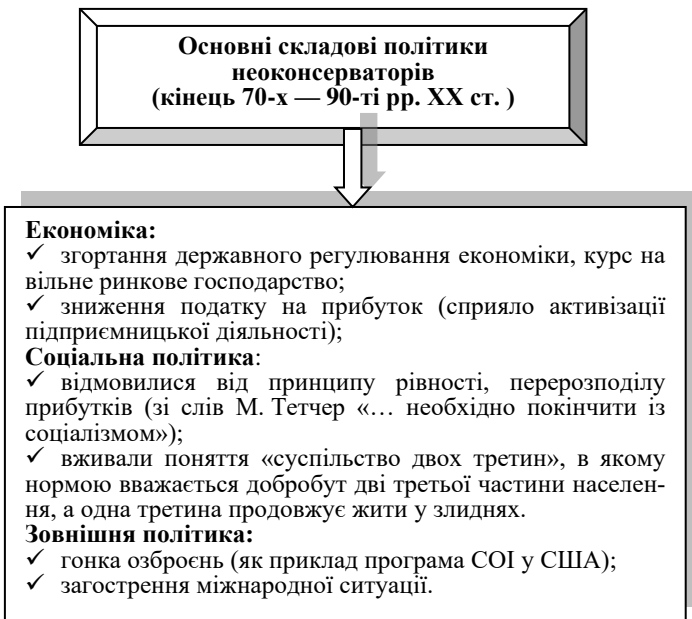 Основні складові політики
неоконсерваторів
(кінець 70-х — 90-ті рр. ХХ ст. )
Економіка:
✓ згортання державного регулювання економіки, курс на
вільне ринкове господарство;
✓ зниження податку на прибуток (сприяло активізації
підприємницької діяльності);
Соціальна політика:
✓ відмовилися від принципу рівності, перерозподілу
прибутків (зі слів М. Тетчер «... необхідно покінчити із
соціалізмом»);
✓ вживали поняття «суспільство двох третин», в якому
нормою вважається добробут дві третьої частини населен-
ня, а одна третина продовжує жити у злиднях.
Зовнішня політика:
✓ гонка озброєнь (як приклад програма СОІ у США);
✓ загострення міжнародної ситуації.